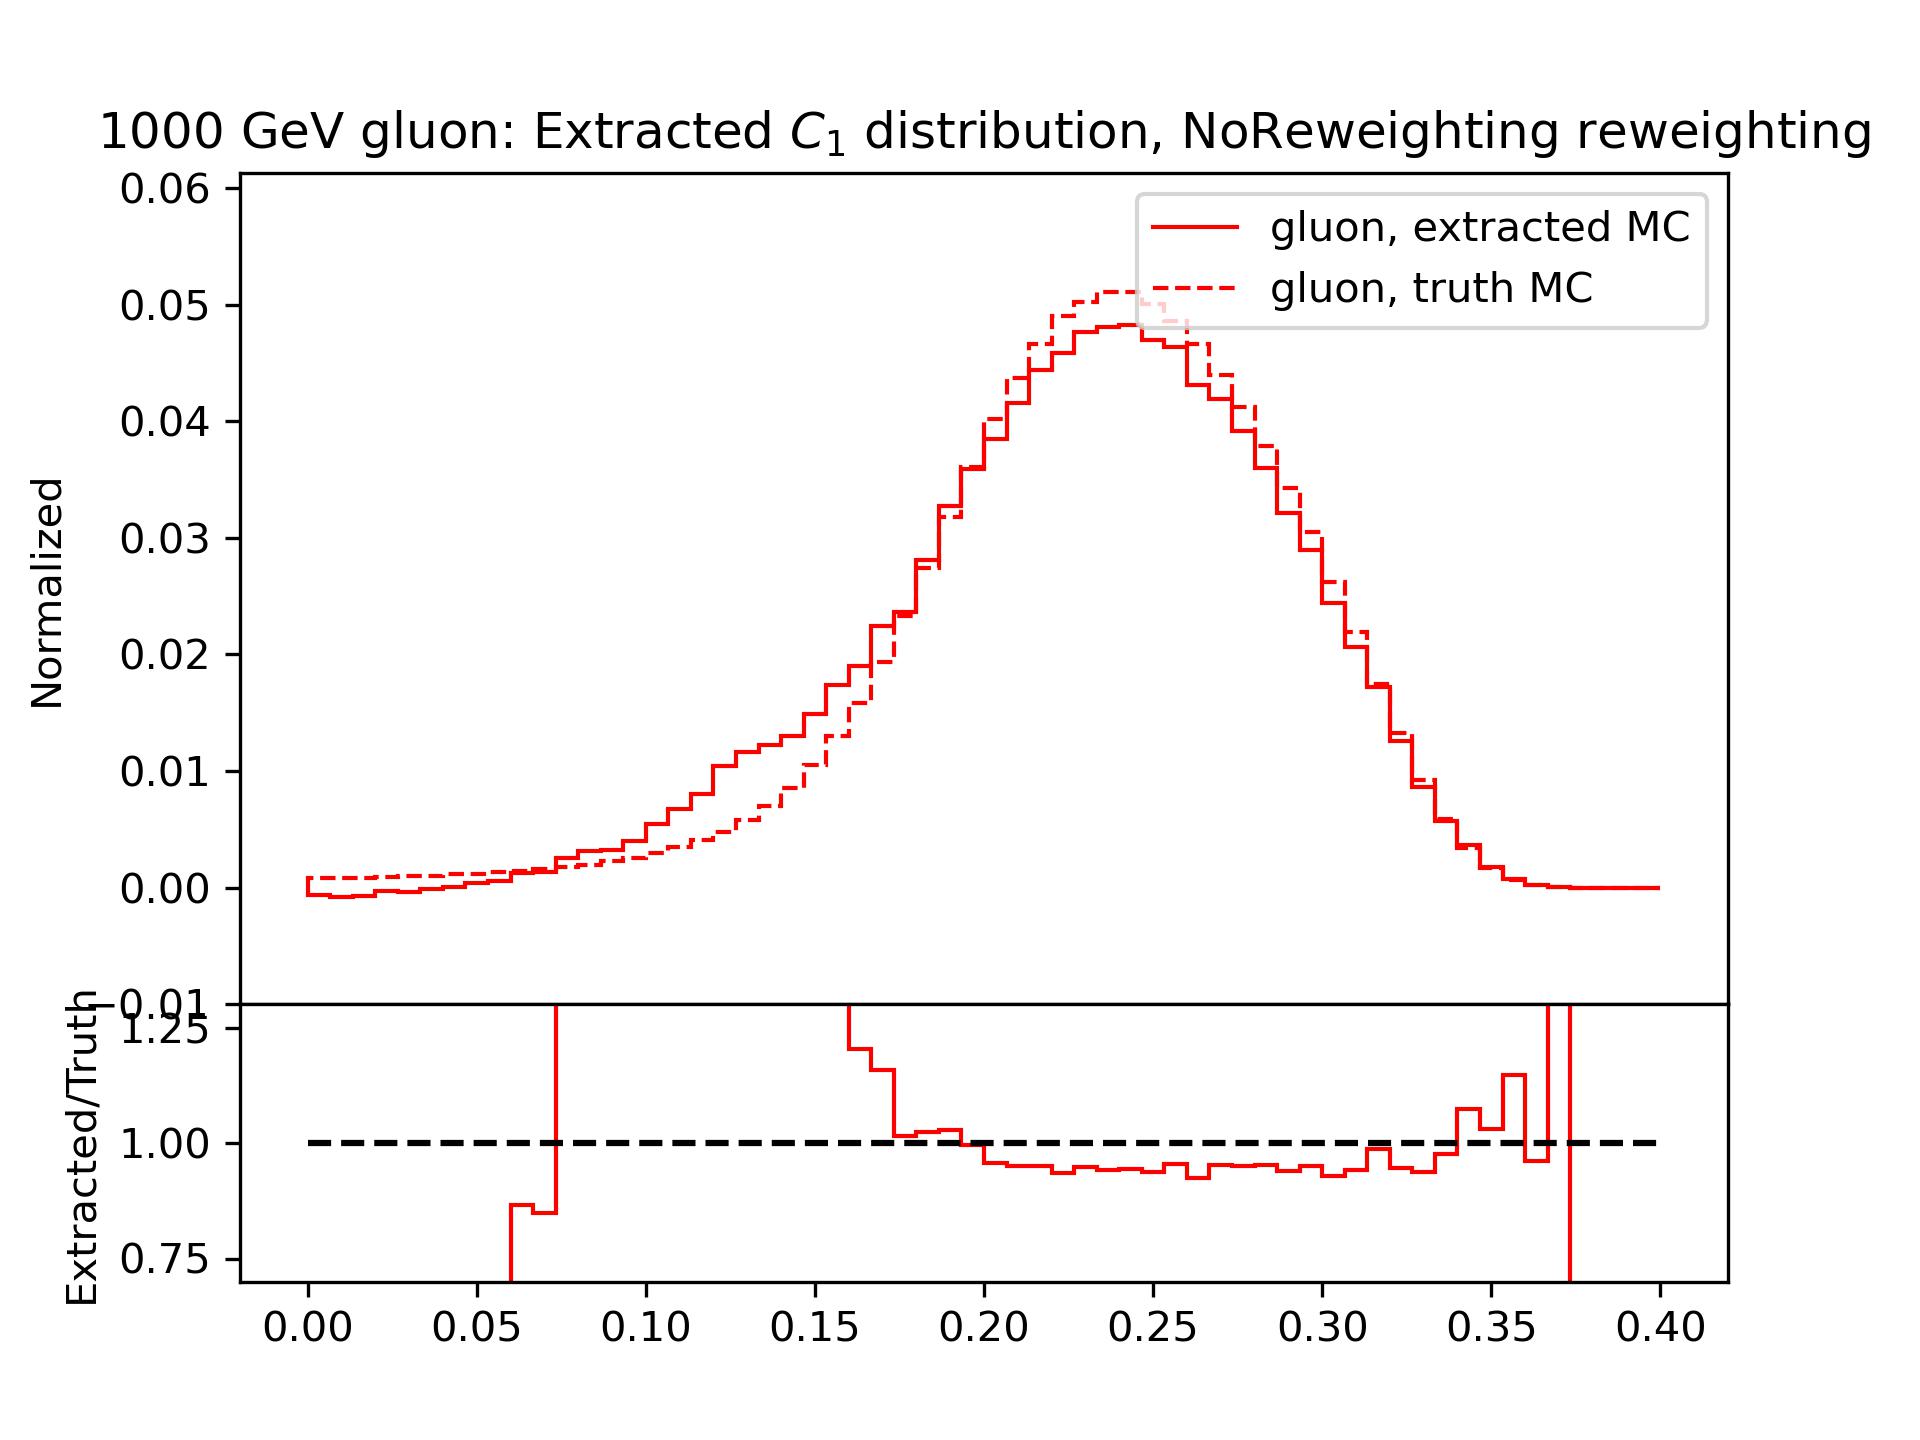 1000 GeV gluon: Extracted C₁ distribution, NoReweighting reweighting
gluon, extracted MC
gluon, truth MC
Normalized
0.06
0.05
0.04
0.03
0.02
0.01
0.00
−0.01
Extracted/Truth
1.25
1.00
0.75
0.00 0.05 0.10 0.15 0.20 0.25 0.30 0.35 0.40